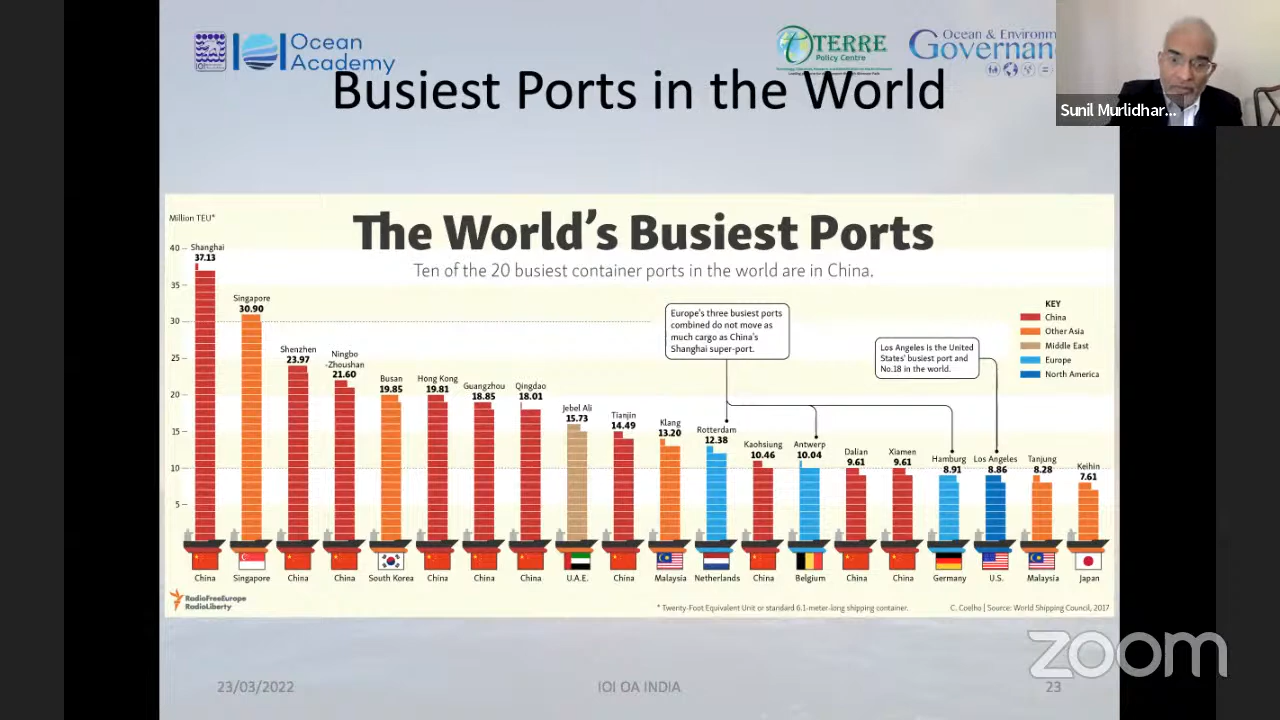 IOI
Ocean
Academy
TERRE
Policy Centre
Ocean & Environm
Governan
Busiest Ports in the World
Sunil Murlidhar...
The World's Busiest Ports
Ten of the 20 busiest container ports in the world are in China.
Million TEU*
40
35
30
25
20
15
10
5
Shanghai
37.13
Singapore
30.90
Shenzhen
23.97
Ningbo
-Zhoushan
21.60
Busan
19.85
Hong Kong
19.81
Guangzhou
18.85
Qingdao
18.01
Jebel Ali
15.73
Tianjin
14.49
Klang
13.20
Rotterdam
12.38
Kaohsiung
10.46
Antwerp
10.04
Dalian
9.61
Xiamen
9.61
Hamburg
8.91
Los Angeles
8.86
Tanjung
8.28
Keihin
7.61
Europe's three busiest ports
combined do not move as
much cargo as China's
Shanghai super-port.
Los Angeles is the United
States' busiest port and
No.18 in the world.
KEY
China
Other Asia
Middle East
Europe
North America
China
Singapore
China
China
South Korea
China
China
China
U.A.E.
China
Malaysia
Netherlands
China
Belgium
China
China
Germany
U.S.
Malaysia
Japan
RadioFreeEurope
RadioLiberty
* Twenty-Foot Equivalent Unit or standard 6.1-meter-long shipping container.
C. Coelho | Source: World Shipping Council, 2017
zoom
23/03/2022
IOI OA INDIA
23